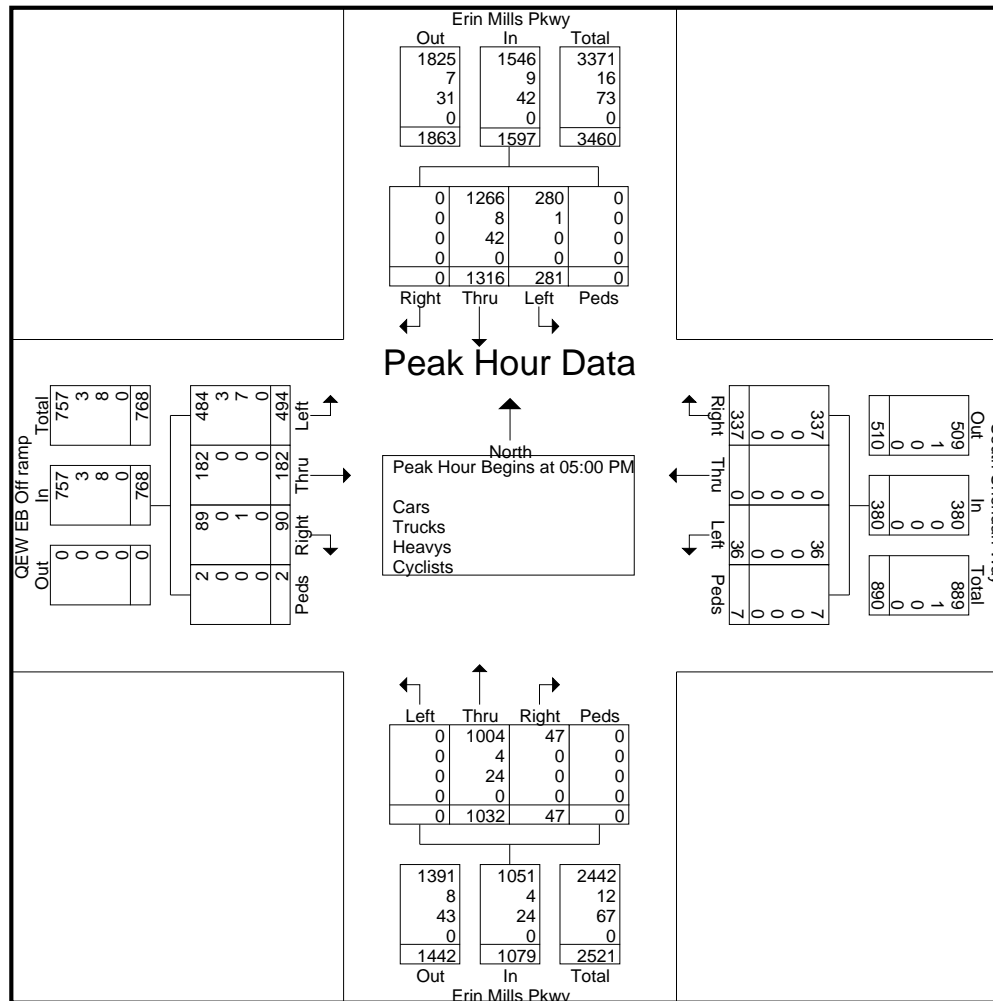 Erin Mills Pkwy
Out In Total
1825 1546 3371
7 9 16
31 42 73
0 0 0
1863 1597 3460
0 1266 280 0
0 8 1 0
0 42 0 0
0 0 0 0
0 1316 281 0
Right Thru Left Peds
Peak Hour Data
North
Peak Hour Begins at 05:00 PM
Cars
Trucks
Heavys
Cyclists
QEW EB Off ramp
Out In Total
0 757 757
0 3 3
0 8 8
0 0 0
0 768 768
Peds Right Thru Left
2 89 182 484
0 0 0 3
0 1 0 7
0 0 0 0
2 90 182 494
Right Thru Left Peds
337 0 36 7
0 0 0 0
0 0 0 0
0 0 0 0
337 0 36 7
Out In Total
509 380 889
0 0 0
1 0 1
0 0 0
510 380 890
Left Thru Right Peds
0 1004 47 0
0 4 0 0
0 24 0 0
0 0 0 0
0 1032 47 0
1391 1051 2442
8 4 12
43 24 67
0 0 0
1442 1079 2521
Out In Total
Erin Mills Pkwy